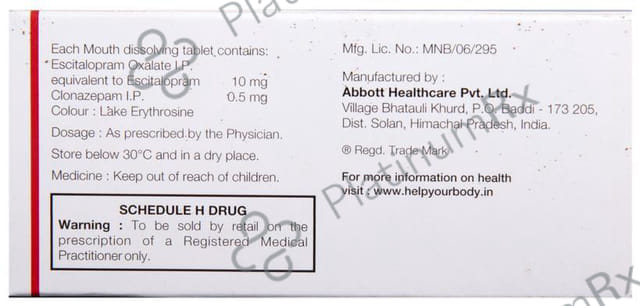 Each Mouth dissolving tablet contains:
Escitalopram Oxalate I.P.
equivalent to Escitalopram 10 mg
Clonazepam I.P. 0.5 mg
Colour : Lake Erythrosine
Dosage : As prescribed by the Physician.
Store below 30°C and in a dry place.
Medicine : Keep out of reach of children.
SCHEDULE H DRUG
Warning : To be sold by retail on the
prescription of a Registered Medical
Practitioner only.
Mfg. Lic. No.: MNB/06/295
Manufactured by :
Abbott Healthcare Pvt. Ltd.
Village Bhatauli Khurd, P.O. Baddi - 173 205,
Dist. Solan, Himachal Pradesh, India.
® Regd. Trade Mark
For more information on health
visit : www.helpyourbody.in
PlatinumRx
PlatinumRx